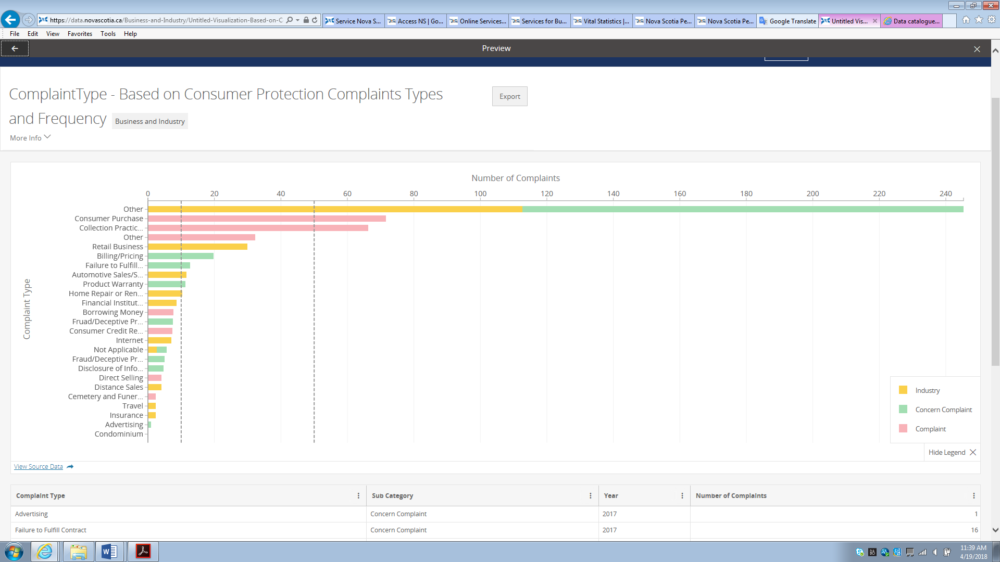 https://data.novascotia.ca/Business-and-Industry/Untitled-Visualization-Based-on-C
Service Nova S...
Access NS | Go...
Online Services...
Services for Bu...
Vital Statistics |...
Nova Scotia Pe...
Nova Scotia Pe...
Google Translate
Untitled Vis...
Data catalogue...
File Edit View Favorites Tools Help
Preview
ComplaintType - Based on Consumer Protection Complaints Types
and Frequency
Business and Industry
Export
More Info
Number of Complaints
0 20 40 60 80 100 120 140 160 180 200 220 240
Complaint Type
Other
Consumer Purchase
Collection Practic...
Other
Retail Business
Billing/Pricing
Failure to Fulfill...
Automotive Sales/S...
Product Warranty
Home Repair or Ren...
Financial Institut...
Borrowing Money
Fruad/Deceptive Pr...
Consumer Credit Re...
Internet
Not Applicable
Fraud/Deceptive Pr...
Disclosure of Info...
Direct Selling
Distance Sales
Cemetery and Funer...
Travel
Insurance
Advertising
Condominium
Industry
Concern Complaint
Complaint
Hide Legend
View Source Data
Complaint Type Sub Category Year Number of Complaints
Advertising Concern Complaint 2017 1
Failure to Fulfill Contract Concern Complaint 2017 16
11:39 AM
4/19/2018